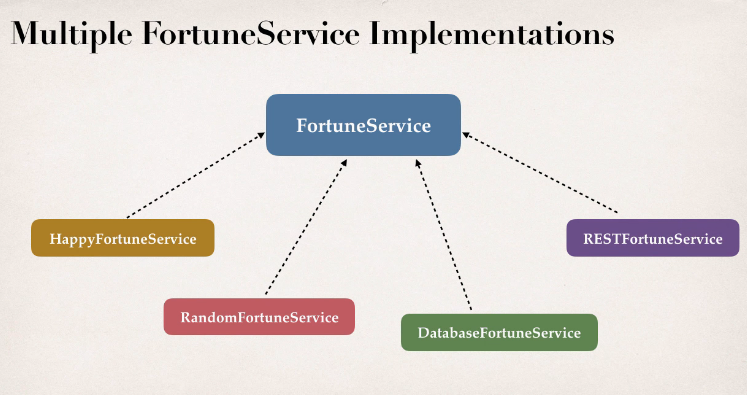 Multiple FortuneService Implementations
FortuneService
HappyFortuneService
RESTFortuneService
RandomFortuneService
DatabaseFortuneService